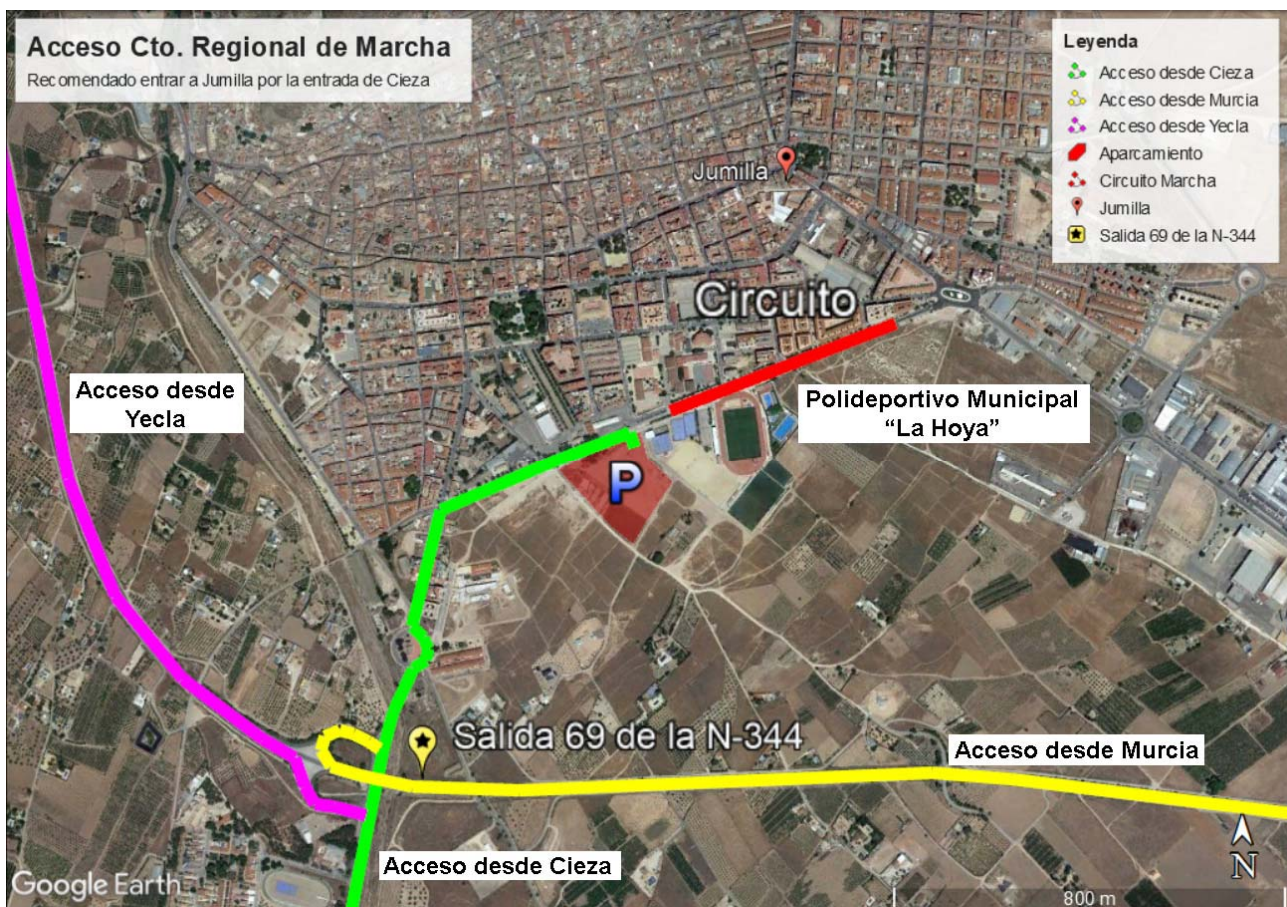 Acceso Cto. Regional de Marcha
Recomendado entrar a Jumilla por la entrada de Cieza
Leyenda
Acceso desde Cieza
Acceso desde Murcia
Acceso desde Yecla
Aparcamiento
Circuito Marcha
Jumilla
Salida 69 de la N-344
Jumilla
Circuito
Acceso desde
Yecla
Polideportivo Municipal
“La Hoya”
P
Salida 69 de la N-344
Acceso desde Murcia
Acceso desde Cieza
Google Earth
N
800 m